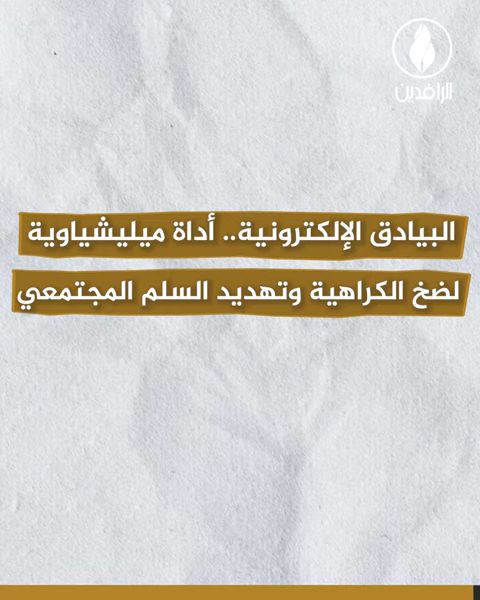 الرافدين
البيادق الإلكترونية.. أداة ميليشياوية
لضخ الكراهية وتهديد السلم المجتمعي